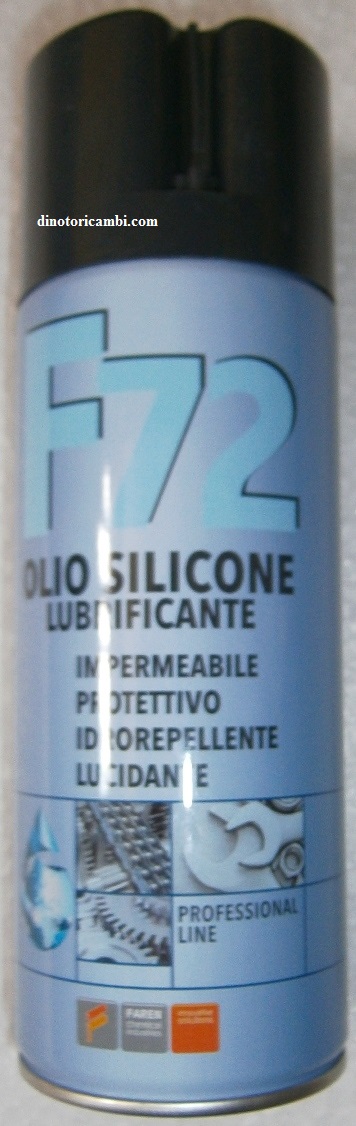 dinotoricambi.com
F72
OLIO SILICONE
LUBRIFICANTE
IMPERMEABILE
PROTETTIVO
IDROREPELLENTE
LUCIDANTE
PROFESSIONAL
LINE
FAREN